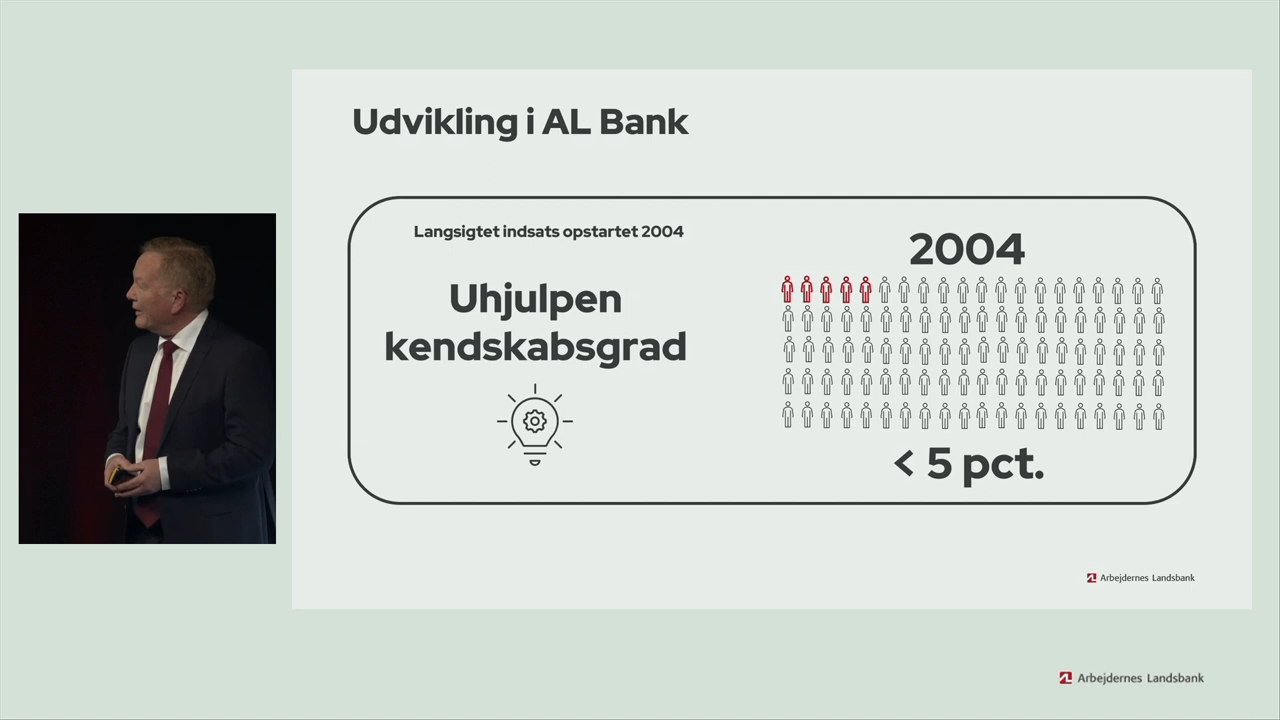 Udvikling i AL Bank
Langsigtet indsats opstartet 2004
Uhjulpen
kendskabsgrad
2004
< 5 pct.
Arbejdernes Landsbank
Arbejdernes Landsbank